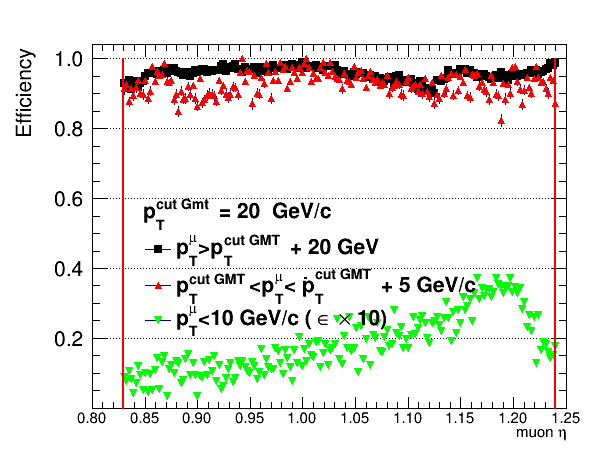 Efficiency
1.0
0.8
0.6
0.4
0.2
p_T^cut Gmt = 20 GeV/c
p_T^μ>p_T^cut GMT + 20 GeV
p_T^cut GMT<p_T^μ< p_T^cut GMT + 5 GeV/c
p_T^μ<10 GeV/c ( ∈ × 10)
0.80 0.85 0.90 0.95 1.00 1.05 1.10 1.15 1.20 1.25
muon η